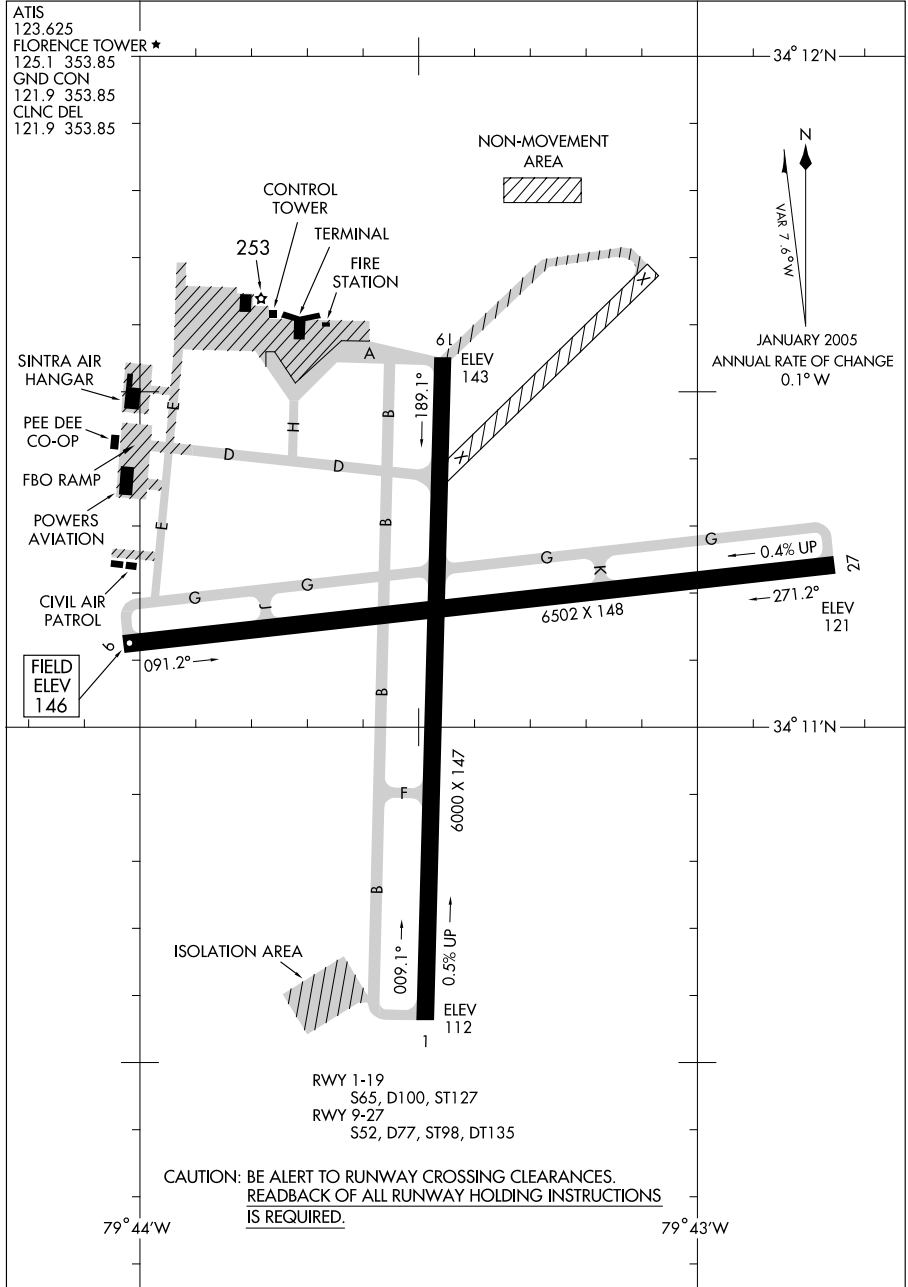 ATIS
123.625
FLORENCE TOWER ★
125.1 353.85
GND CON
121.9 353.85
CLNC DEL
121.9 353.85
34° 12'N
NON-MOVEMENT
AREA
N
VAR 7.6° W
JANUARY 2005
ANNUAL RATE OF CHANGE
0.1° W
CONTROL
TOWER
253
TERMINAL
FIRE
STATION
19
ELEV
143
A
SINTRA AIR
HANGAR
E
H
B
189.1°
X
X
PEE DEE
CO-OP
D
D
FBO RAMP
POWERS
AVIATION
E
B
G
G
0.4% UP
27
K
271.2°
ELEV
121
6502 X 148
G
G
J
CIVIL AIR
PATROL
9
091.2°
FIELD
ELEV
146
B
34° 11'N
6000 X 147
F
B
009.1°
0.5% UP
ISOLATION AREA
ELEV
112
1
RWY 1-19
S65, D100, ST127
RWY 9-27
S52, D77, ST98, DT135
CAUTION: BE ALERT TO RUNWAY CROSSING CLEARANCES.
READBACK OF ALL RUNWAY HOLDING INSTRUCTIONS
IS REQUIRED.
79° 44'W
79° 43'W